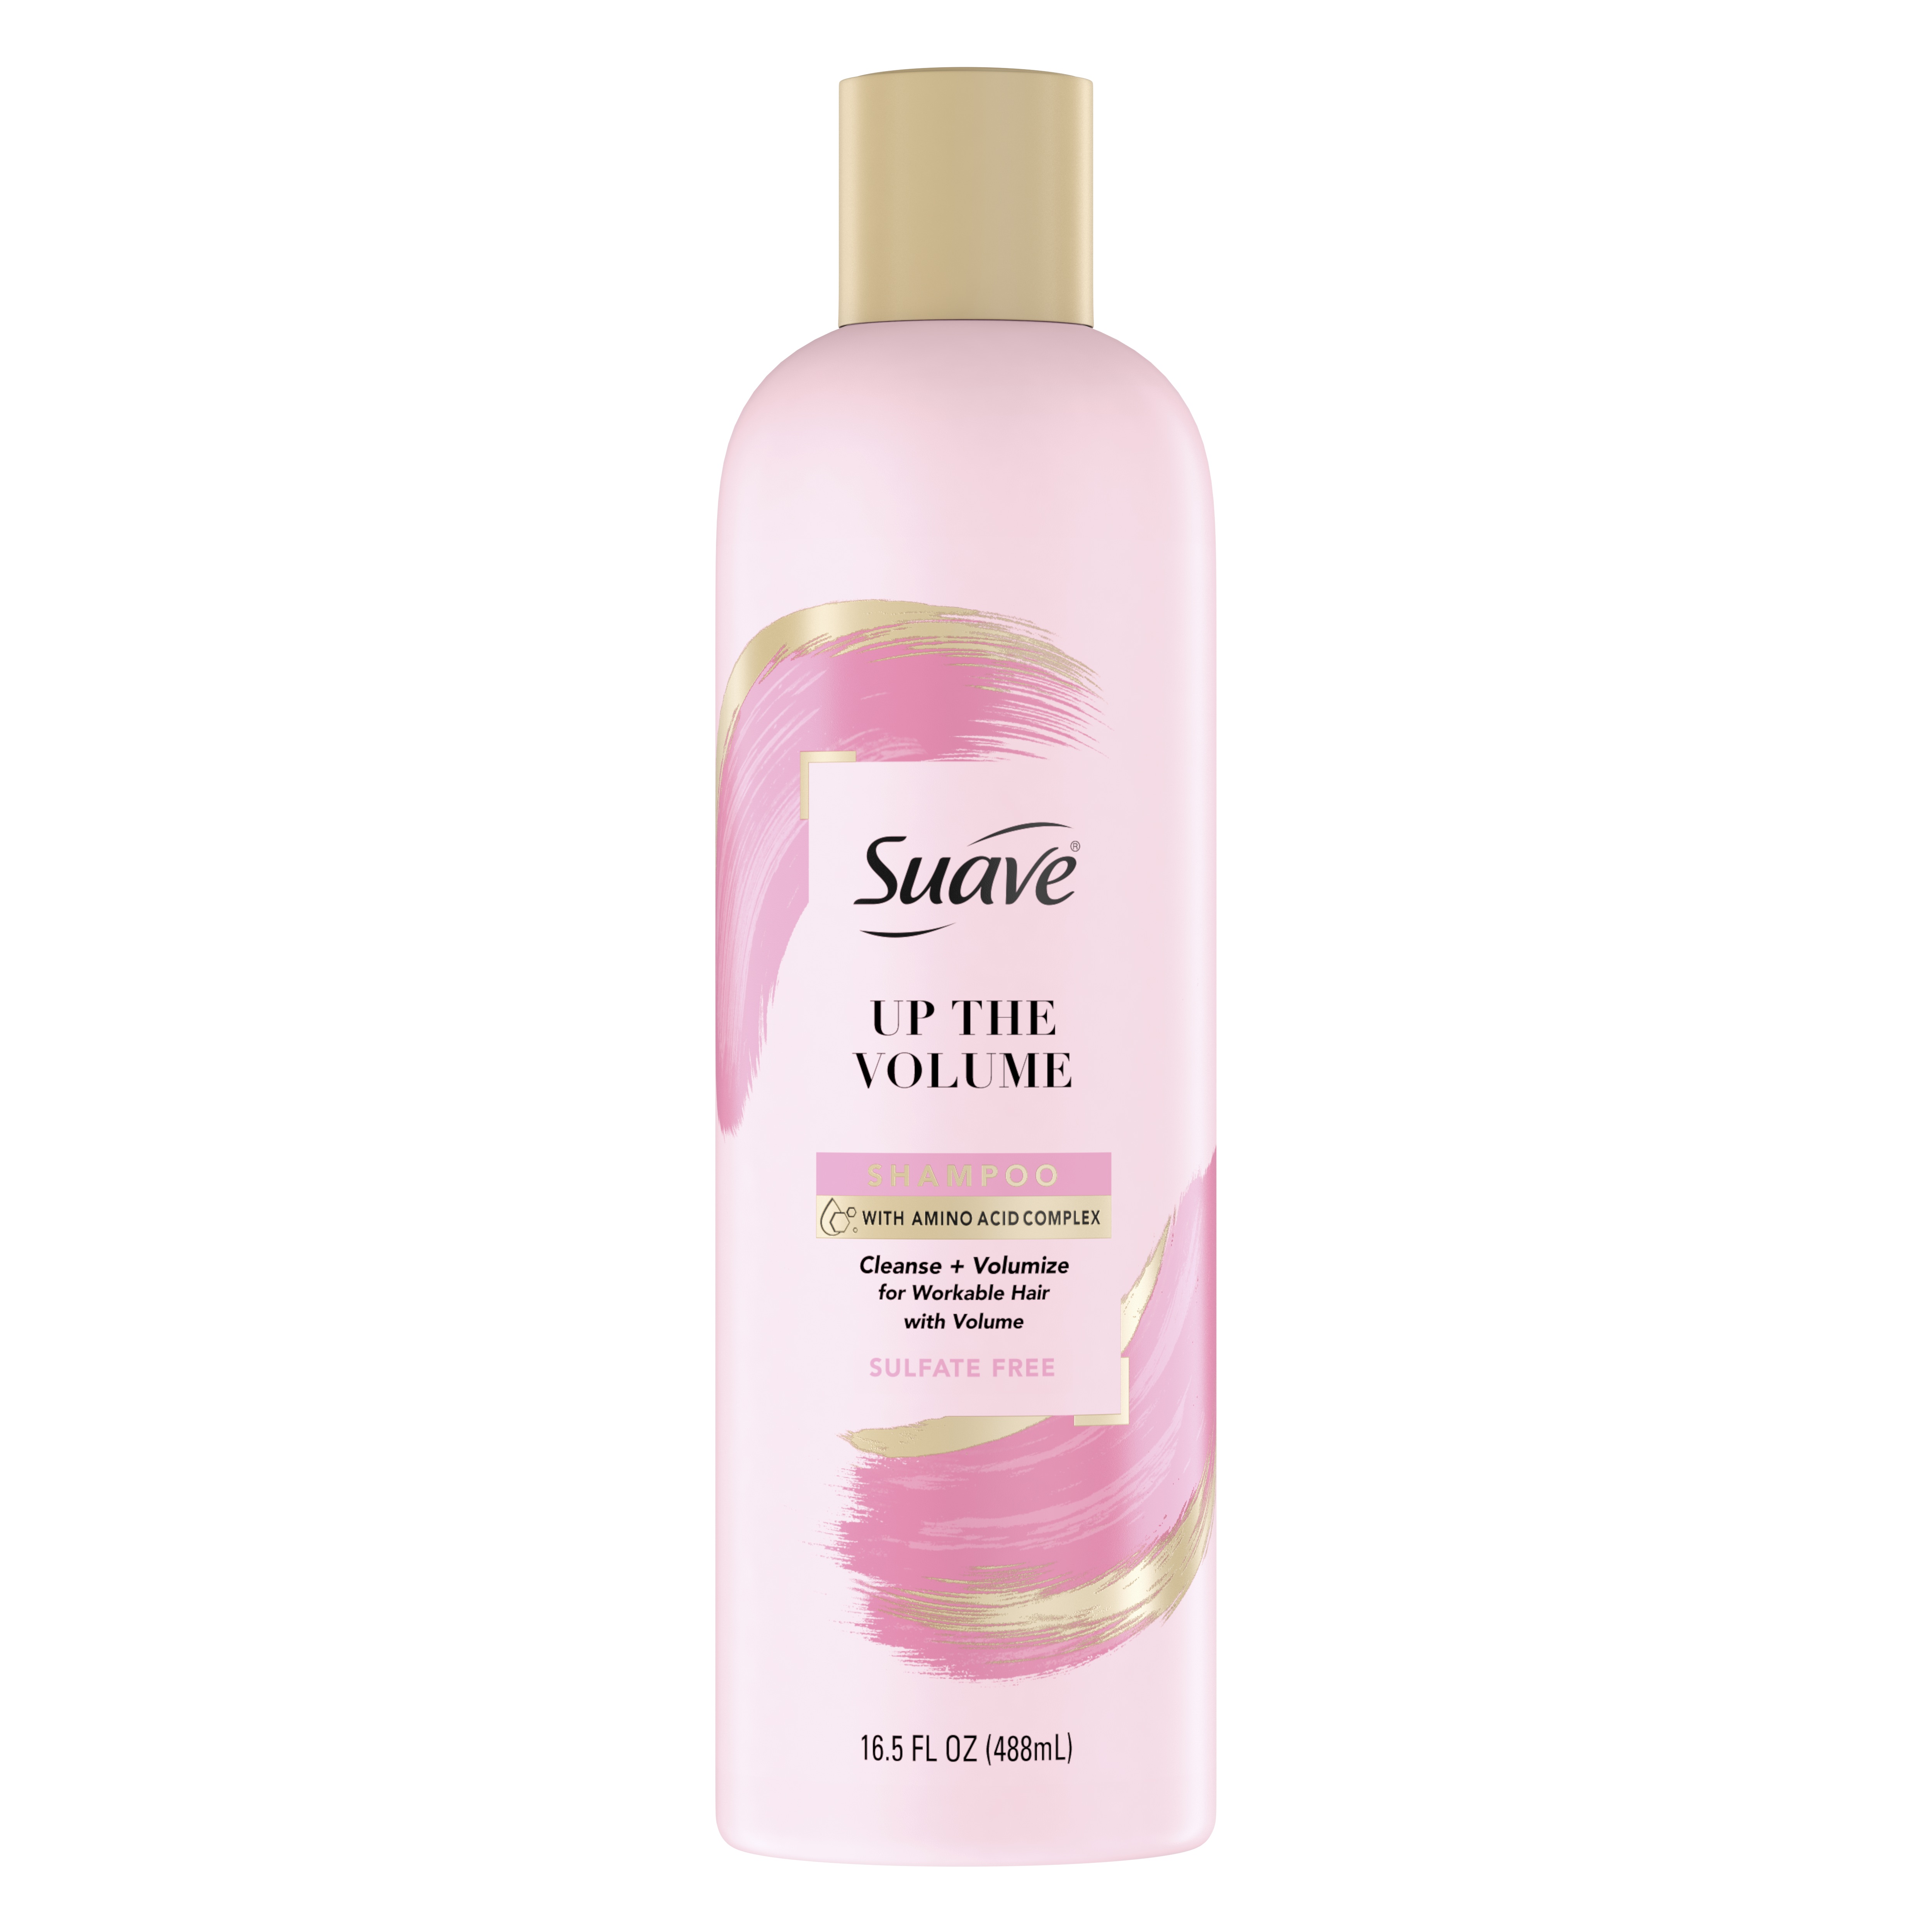 Suave®
UP THE
VOLUME
SHAMPOO
WITH AMINO ACID COMPLEX
Cleanse + Volumize
for Workable Hair
with Volume
SULFATE FREE
16.5 FL OZ (488mL)